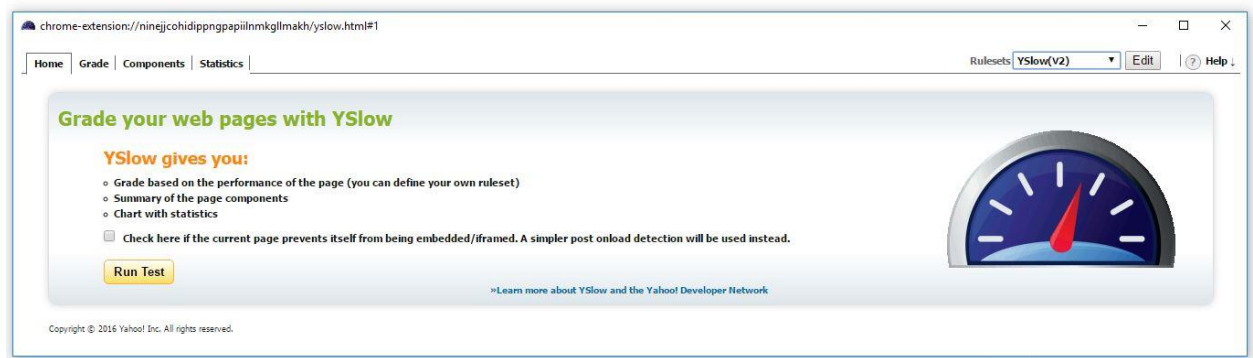 chrome-extension://ninejjcohidippngpapiilnmkgllmakh/yslow.html#1
Home Grade Components Statistics Rulesets YSlow(V2) Edit ? Help ↓
Grade your web pages with YSlow
YSlow gives you:
Grade based on the performance of the page (you can define your own ruleset)
Summary of the page components
Chart with statistics
Check here if the current page prevents itself from being embedded/iframed. A simpler post onload detection will be used instead.
Run Test
»Learn more about YSlow and the Yahoo! Developer Network
Copyright © 2016 Yahoo! Inc. All rights reserved.